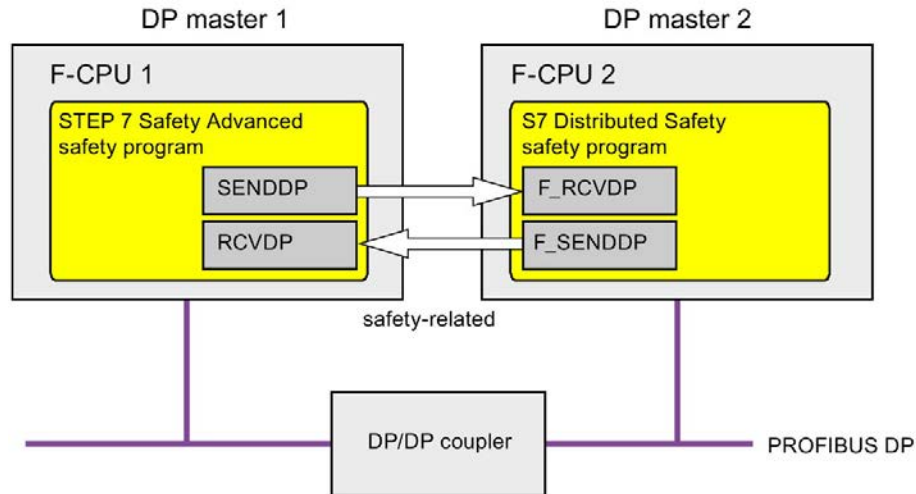 DP master 1
DP master 2
F-CPU 1
F-CPU 2
STEP 7 Safety Advanced
safety program
S7 Distributed Safety
safety program
SENDDP
F_RCVDP
RCVDP
F_SENDDP
safety-related
DP/DP coupler
PROFIBUS DP